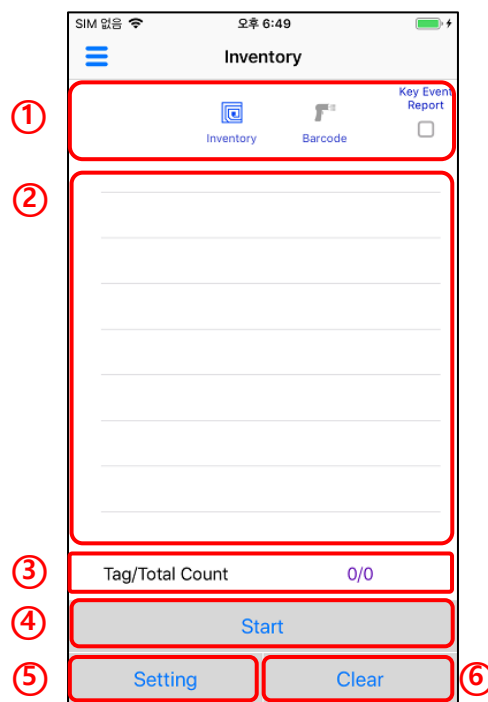 SIM 없음 오후 6:49
Inventory
Key Event
Report
①
Inventory Barcode
②
③ Tag/Total Count 0/0
④ Start
⑤ Setting Clear ⑥